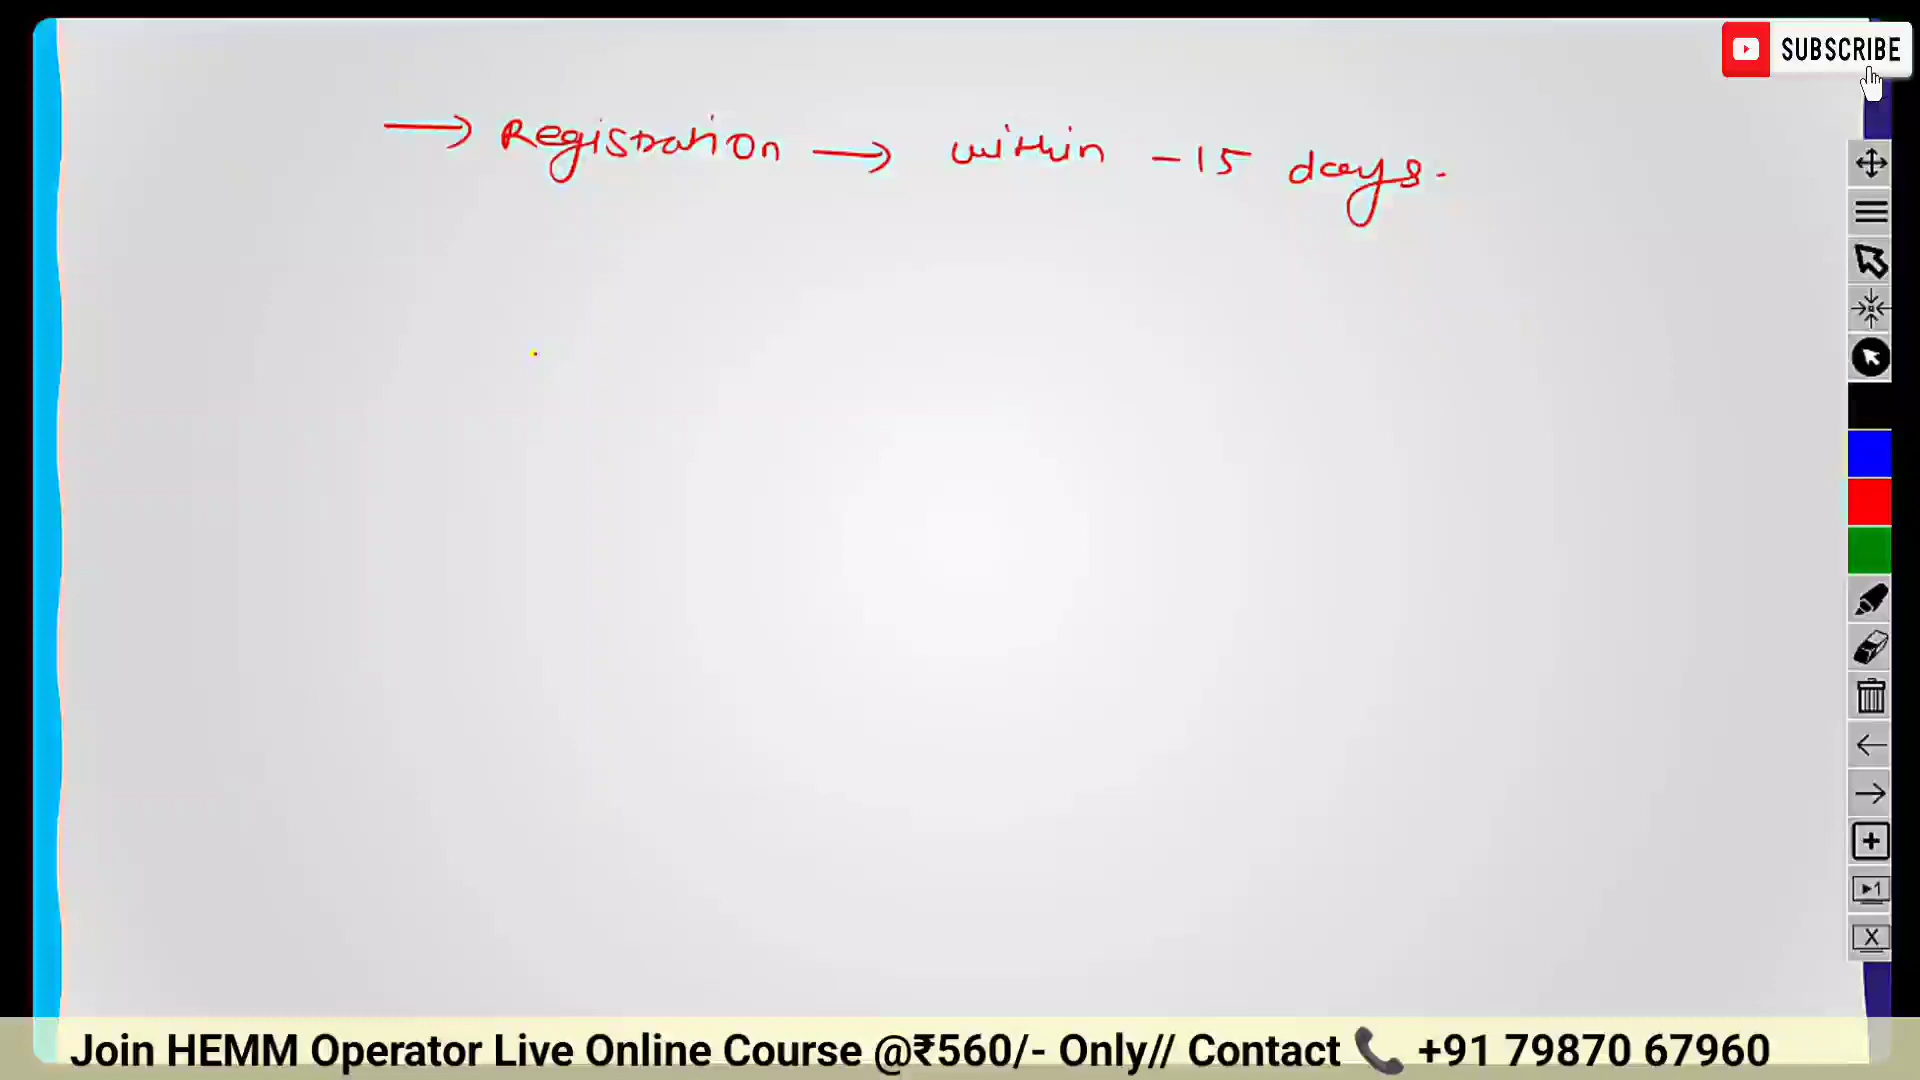 SUBSCRIBE
→ Registration → within -15 days.
Join HEMM Operator Live Online Course @₹560/- Only// Contact 📞 +91 79870 67960